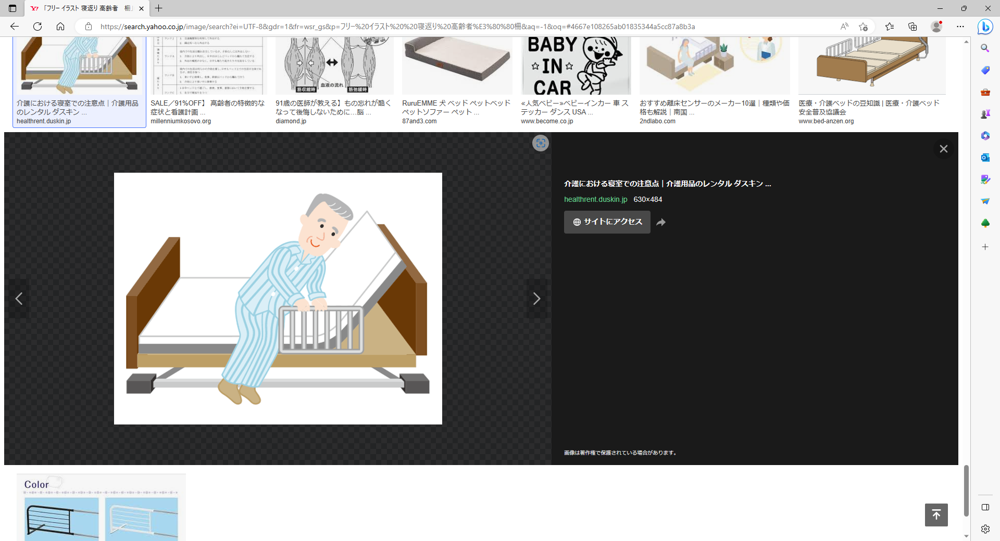 「フリー イラスト 寝返り 高齢者　柵」
https://search.yahoo.co.jp/image/search?ei=UTF-8&gdr=1&fr=wsr_gs&p=フリー%20イラスト%20%20寝返り%20高齢者%E3%80%80柵&aq=-1&oq=#4667e108265ab01835344a5cc87a8b3a
血液の流れ
筋収縮時
筋弛緩時
BABY
☆IN☆
CAR
介護における寝室での注意点 | 介護用品
のレンタル ダスキン ...
healthrent.duskin.jp
SALE／91%OFF】 高齢者の特徴的な
症状と看護計画 ...
millenniumkosovo.org
91歳の医師が教える】もの忘れが酷く
なって後悔しないために…脳 ...
diamond.jp
RuruEMME 犬 ベッド ペットベッド
ペットソファー ペット ...
87and3.com
≪人気ベビー≫ベビーインカー 車 ス
テッカー ダンス USA ...
www.become.co.jp
おすすめ離床センサーのメーカー10選｜種類や価
格も解説｜南国 ...
2ndlabo.com
医療・介護ベッドの豆知識 | 医療・介護ベッド
安全普及協議会
www.bed-anzen.org
介護における寝室での注意点 | 介護用品のレンタル ダスキン ...
healthrent.duskin.jp 630×484
サイトにアクセス
画像は著作権で保護されている場合があります。
Color